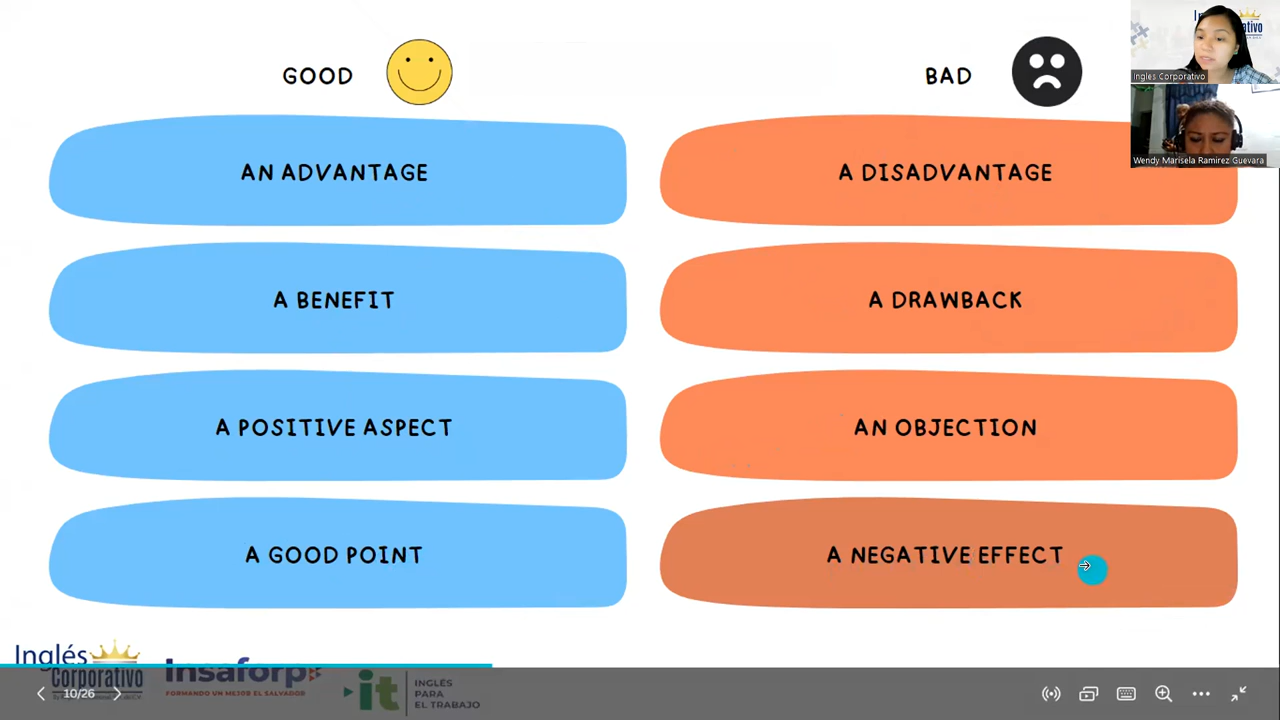 GOOD
BAD
AN ADVANTAGE
A DISADVANTAGE
A BENEFIT
A DRAWBACK
A POSITIVE ASPECT
AN OBJECTION
A GOOD POINT
A NEGATIVE EFFECT
Ingles Corporativo
Wendy Marisela Ramirez Guevara
Inglés
Corporativo
Insaforp
FORMANDO UN MEJOR EL SALVADOR
it
INGLÉS
PARA
EL TRABAJO
10/26